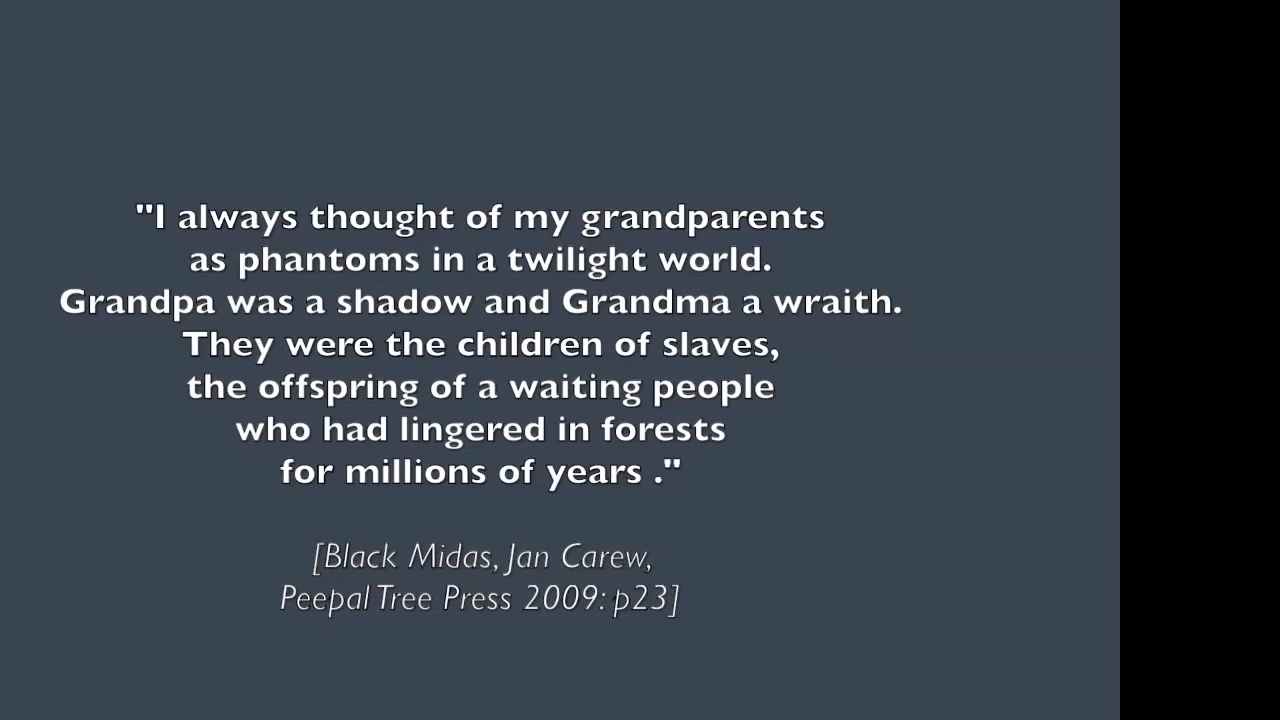 "I always thought of my grandparents
as phantoms in a twilight world.
Grandpa was a shadow and Grandma a wraith.
They were the children of slaves,
the offspring of a waiting people
who had lingered in forests
for millions of years ."
[Black Midas, Jan Carew,
Peepal Tree Press 2009: p23]